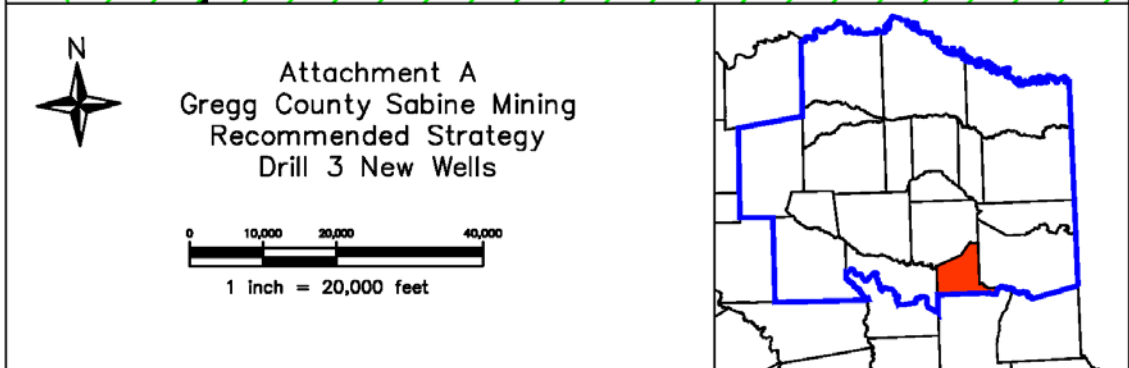 N
Attachment A
Gregg County Sabine Mining
Recommended Strategy
Drill 3 New Wells
0 10,000 20,000 40,000
1 inch = 20,000 feet